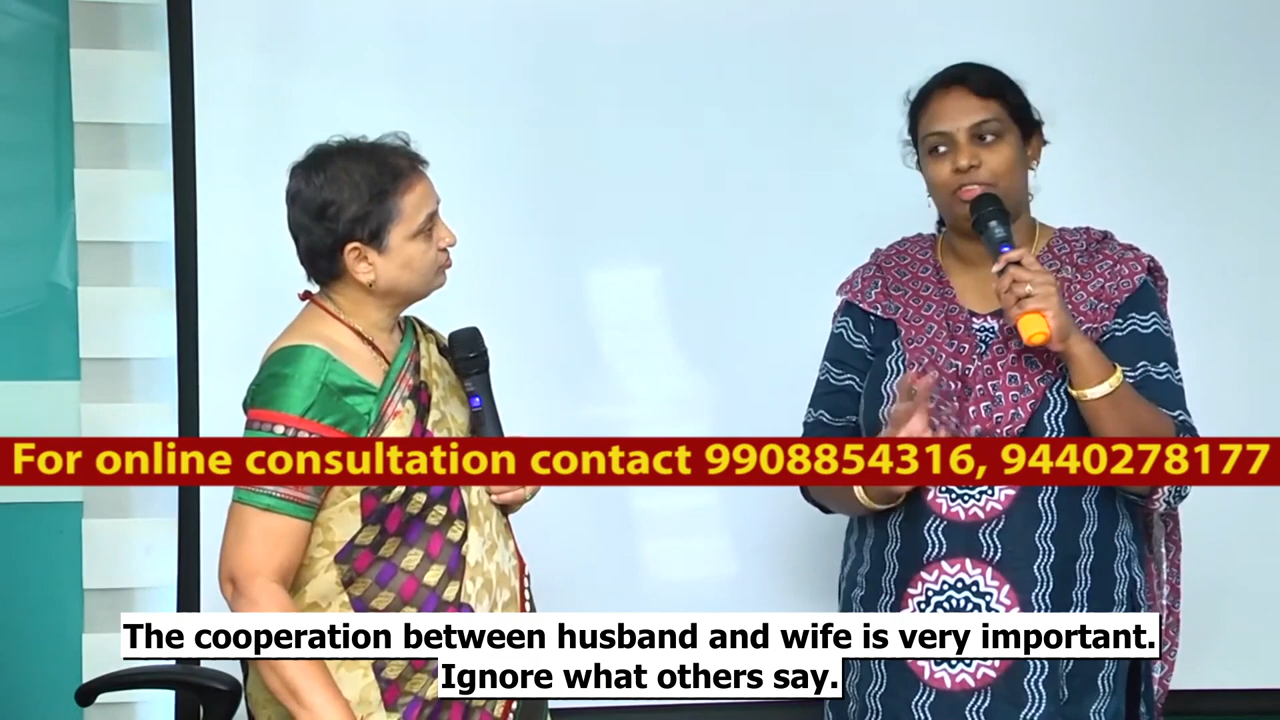 For online consultation contact 9908854316, 9440278177
The cooperation between husband and wife is very important.
Ignore what others say.